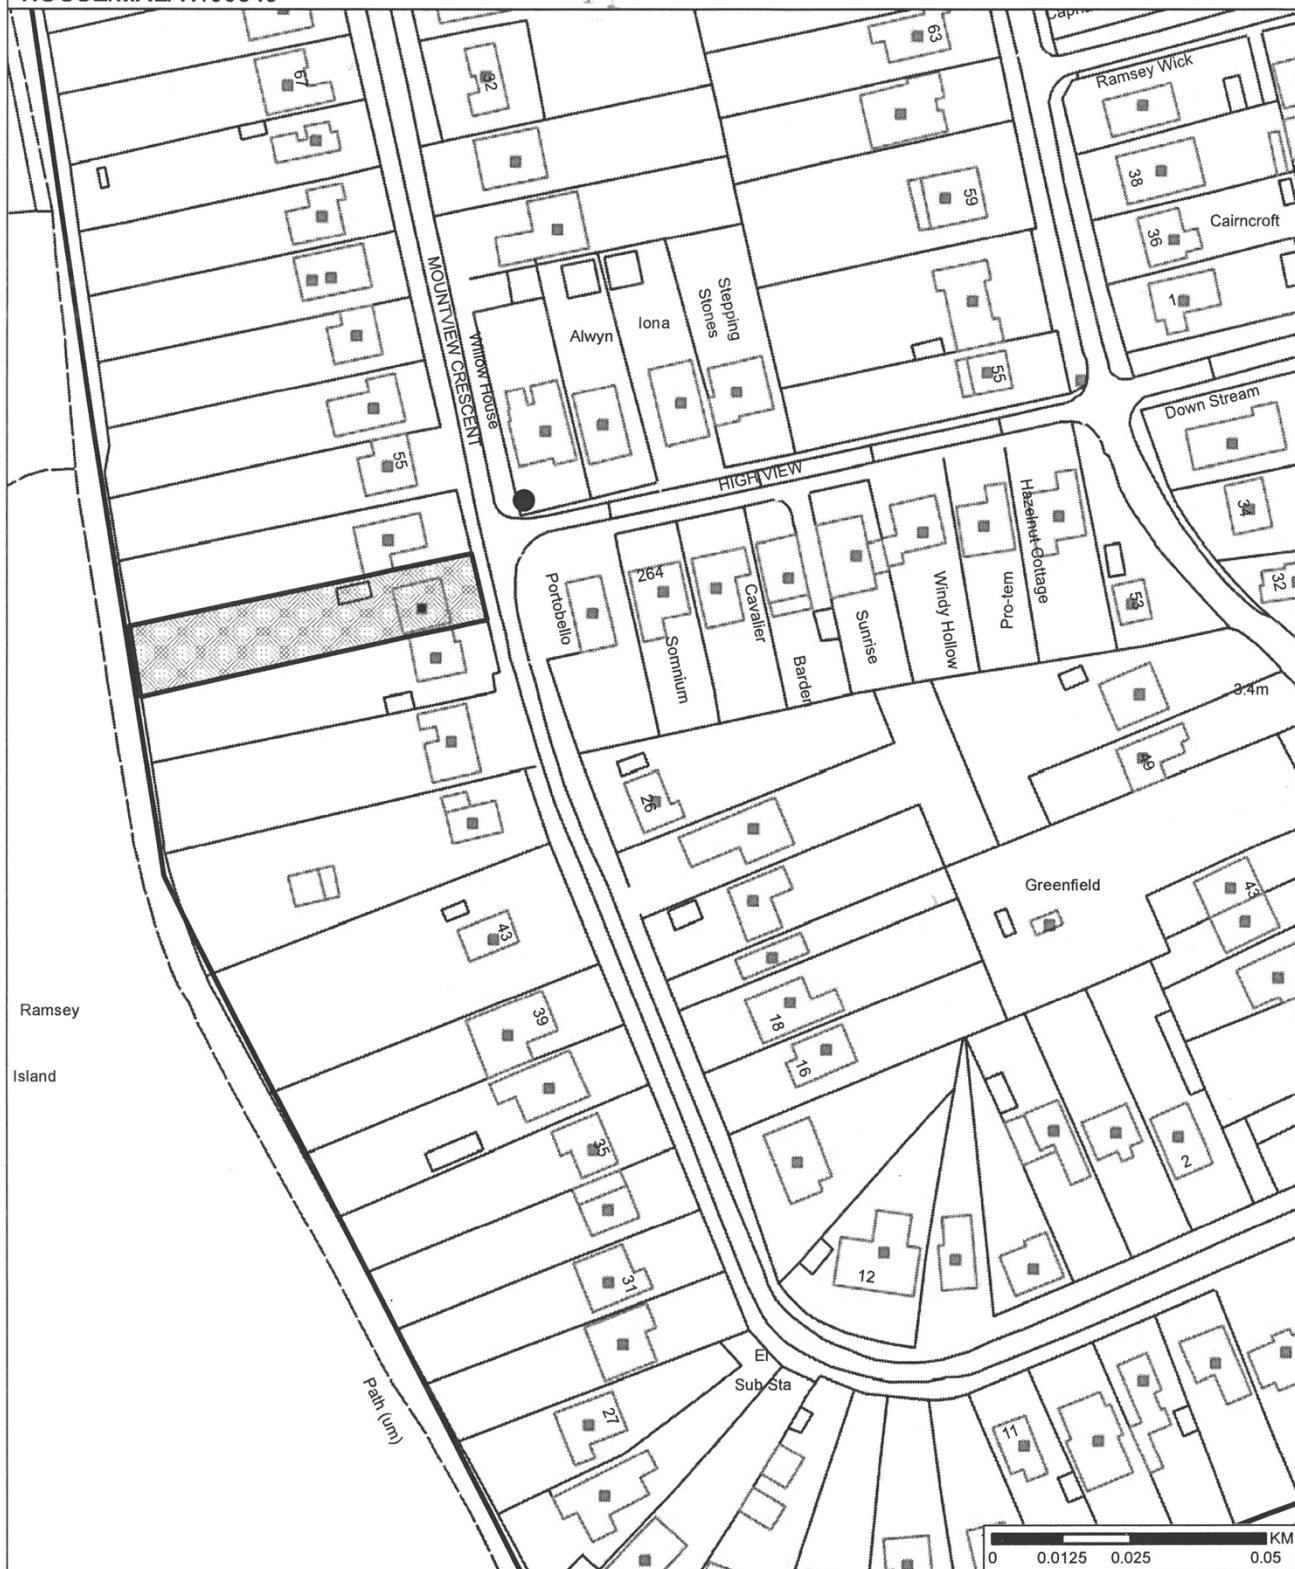 67
32
63
Ramsey Wick
38
59
36
Cairncroft
1
MOUNTVIEW CRESCENT
Willow House
Alwyn
Iona
Stepping
Stones
55
Down Stream
55
HIGH VIEW
34
32
Portobello
264
Somnium
Cavalier
Barden
Sunrise
Windy Hollow
Pro-tem
Hazelnut Cottage
53
3.4m
49
26
Greenfield
43
43
39
18
16
Ramsey
Island
35
2
12
31
El
Sub Sta
Path (um)
27
11
KM
0 0.0125 0.025 0.05